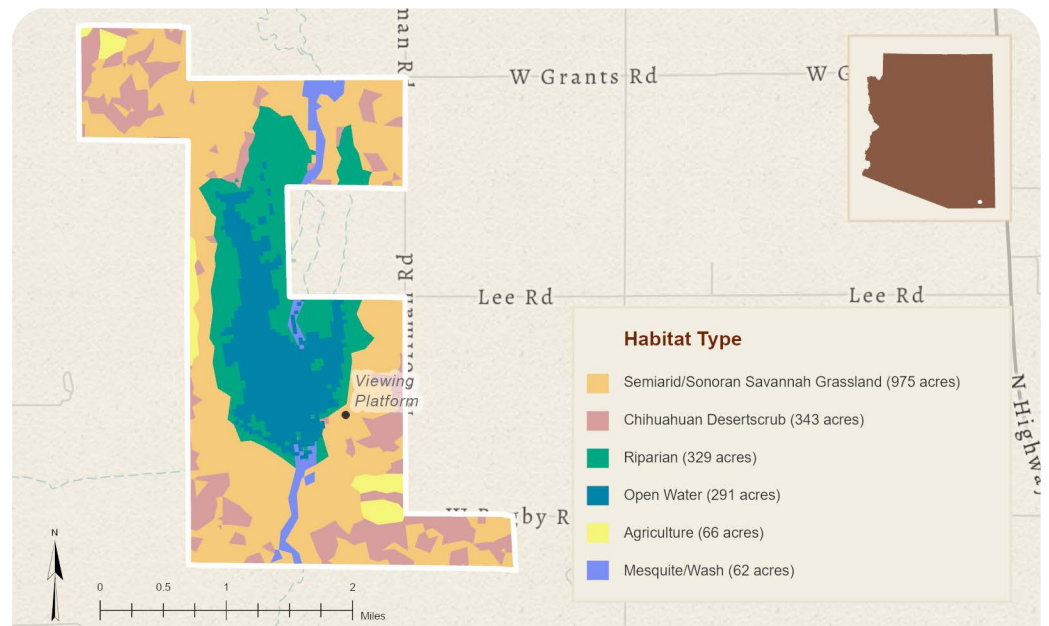 W Grants Rd
W G
Lee Rd
Lee Rd
Viewing
Platform
Habitat Type
Semiarid/Sonoran Savannah Grassland (975 acres)
Chihuahuan Desertscrub (343 acres)
Riparian (329 acres)
Open Water (291 acres)
Agriculture (66 acres)
Mesquite/Wash (62 acres)
N Highway
N
0 0.5 1 2
Miles